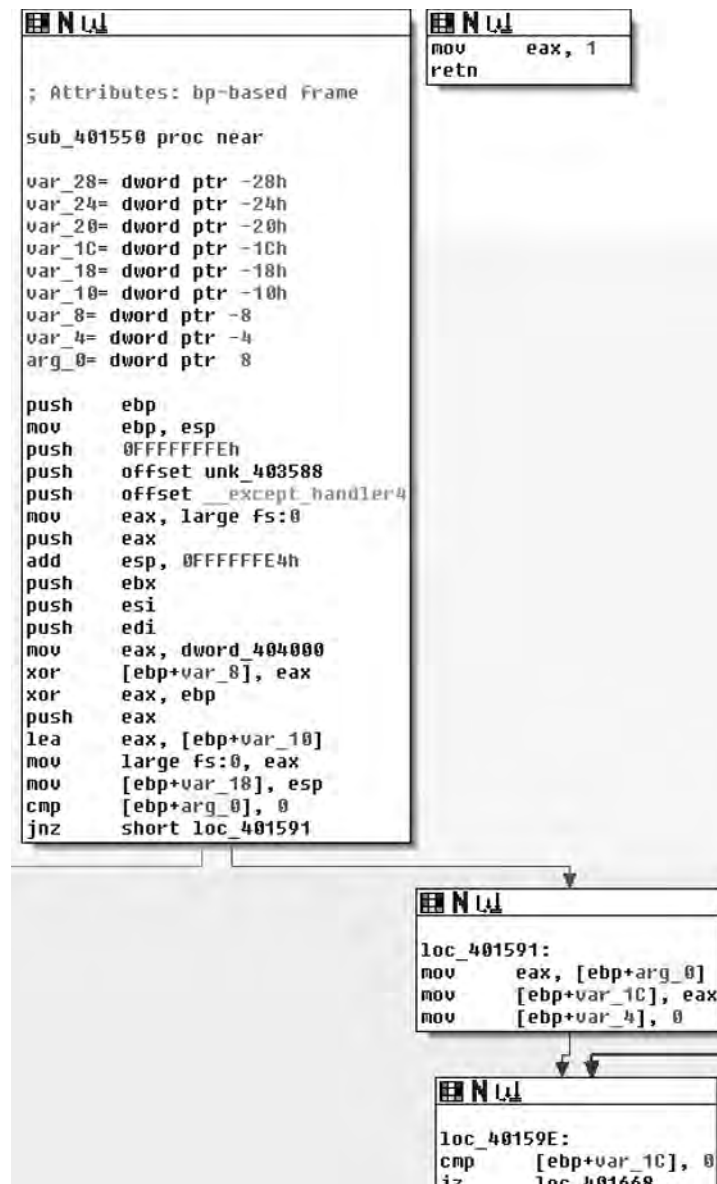 ; Attributes: bp-based frame
sub_401550 proc near
var_28= dword ptr -28h
var_24= dword ptr -24h
var_20= dword ptr -20h
var_1C= dword ptr -1Ch
var_18= dword ptr -18h
var_10= dword ptr -10h
var_8= dword ptr -8
var_4= dword ptr -4
arg_0= dword ptr 8
push ebp
mov ebp, esp
push 0FFFFFFFEh
push offset unk_403588
push offset __except_handler4
mov eax, large fs:0
push eax
add esp, 0FFFFFFE4h
push ebx
push esi
push edi
mov eax, dword_404000
xor [ebp+var_8], eax
xor eax, ebp
push eax
lea eax, [ebp+var_10]
mov large fs:0, eax
mov [ebp+var_18], esp
cmp [ebp+arg_0], 0
jnz short loc_401591
mov eax, 1
retn
loc_401591:
mov eax, [ebp+arg_0]
mov [ebp+var_1C], eax
mov [ebp+var_4], 0
loc_40159E:
cmp [ebp+var_1C], 0
jz loc_401668